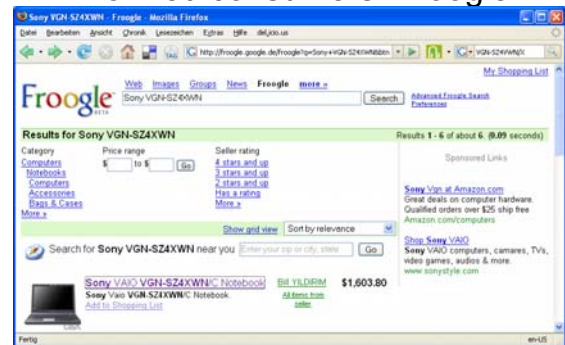 Sony VGN-SZ4XWN - Froogle - Mozilla Firefox
Datei Bearbeiten Ansicht Chronik Lesezeichen Extras Hilfe del.icio.us
My Shopping List
Web Images Groups News Froogle more »
Froogle BETA
Sony VGN-SZ4XWN Search
Advanced Froogle Search
Preferences
Results for Sony VGN-SZ4XWN Results 1 - 6 of about 6. (0.09 seconds)
Category
Computers
Notebooks
Computers
Accessories
Bags & Cases
More »
Price range
$ to $ Go
Seller rating
4 stars and up
3 stars and up
2 stars and up
Has a rating
More »
Sponsored Links
Sony Vgn at Amazon.com
Great deals on computer hardware.
Qualified orders over $25 ship free
Amazon.com/computers
Shop Sony VAIO
Sony VAIO computers, camares, TVs,
video games, audios & more.
www.sonystyle.com
Show grid view Sort by relevance
Search for Sony VGN-SZ4XWN near you Enter your zip or city, state Go
Sony VAIO VGN-SZ4XWN/C Notebook
Sony Vaio VGN-SZ4XWN/C Notebook.
Add to Shopping List
Bill YILDIRIM
All items from
seller
$1,603.80
Fertig en-US